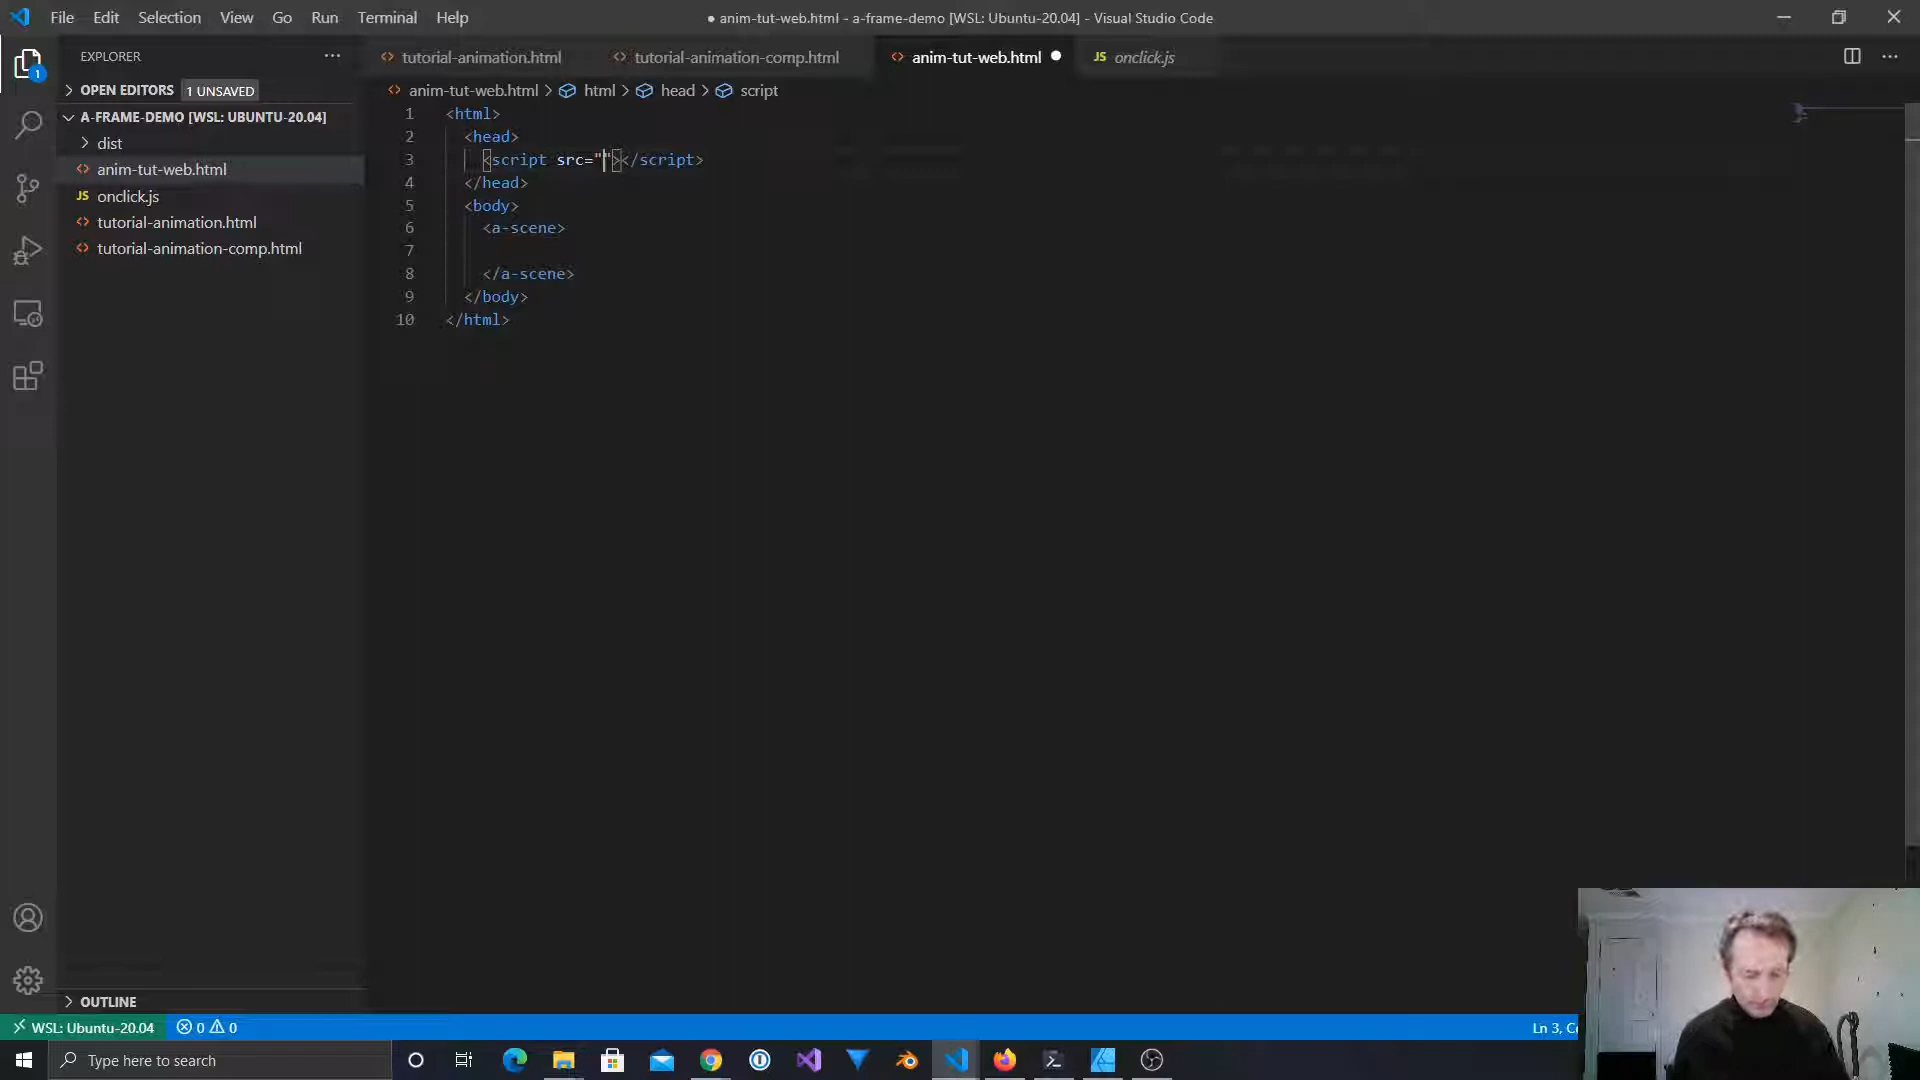 File Edit Selection View Go Run Terminal Help
● anim-tut-web.html - a-frame-demo [WSL: Ubuntu-20.04] - Visual Studio Code
EXPLORER
tutorial-animation.html
tutorial-animation-comp.html
anim-tut-web.html
JS onclick.js
1
OPEN EDITORS 1 UNSAVED
anim-tut-web.html > html > head > script
A-FRAME-DEMO [WSL: UBUNTU-20.04]
dist
anim-tut-web.html
JS onclick.js
tutorial-animation.html
tutorial-animation-comp.html
1 <html>
2 <head>
3 <script src=""></script>
4 </head>
5 <body>
6 <a-scene>
7
8 </a-scene>
9 </body>
10 </html>
OUTLINE
WSL: Ubuntu-20.04 0 0
Ln 3,
Type here to search